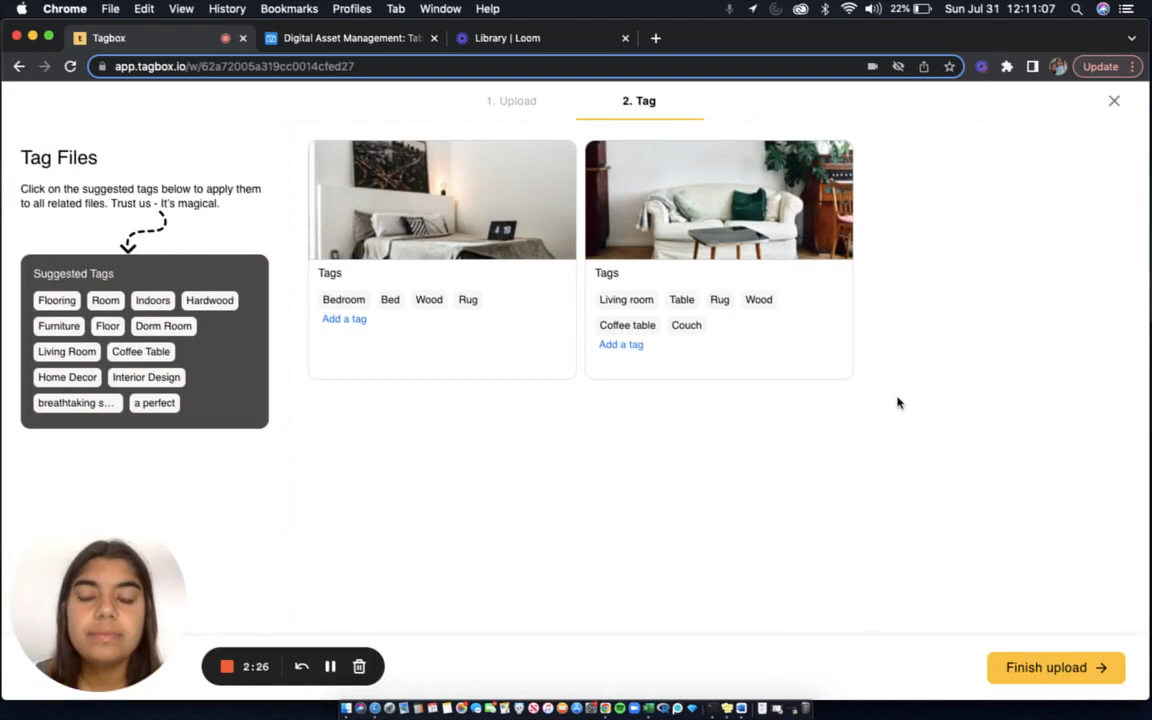 Chrome File Edit View History Bookmarks Profiles Tab Window Help 22% Sun Jul 31 12:11:07
t Tagbox Digital Asset Management: Tab Library | Loom
app.tagbox.io/w/62a72005a319cc0014cfed27 Update
1. Upload 2. Tag
Tag Files
Click on the suggested tags below to apply them
to all related files. Trust us - It's magical.
Suggested Tags
Flooring Room Indoors Hardwood
Furniture Floor Dorm Room
Living Room Coffee Table
Home Decor Interior Design
breathtaking s... a perfect
Tags
Bedroom Bed Wood Rug
Add a tag
Tags
Living room Table Rug Wood
Coffee table Couch
Add a tag
2:26
Finish upload